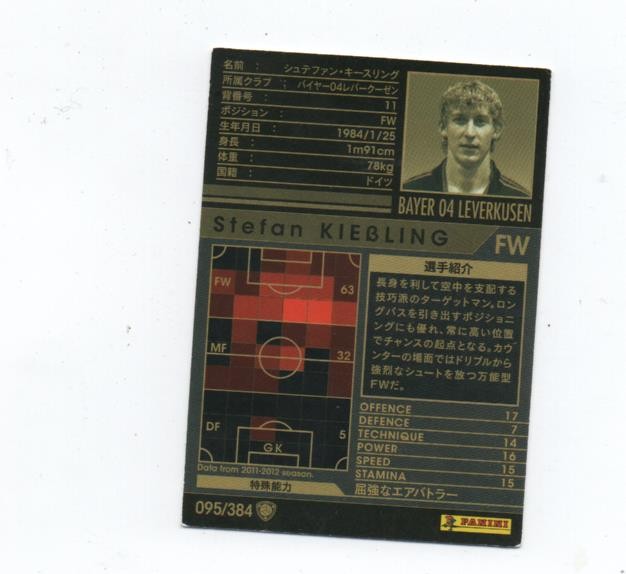 名前 : シュテファン・キースリング
所属クラブ : バイヤー04レバークーゼン
背番号 : 11
ポジション : FW
生年月日 : 1984/1/25
身長 : 1m91cm
体重 : 78kg
国籍 : ドイツ
BAYER 04 LEVERKUSEN
Stefan KIEßLING
FW
FW 63
MF 32
DF 5
GK
Data from 2011-2012 season.
選手紹介
長身を利して空中を支配する
技巧派のターゲットマン。ロン
グパスを引き出すポジショニ
ングにも優れ、常に高い位置
でチャンスの起点となる。カウ
ンターの場面ではドリブルから
強烈なシュートを放つ万能型
FWだ。
OFFENCE 17
DEFENCE 7
TECHNIQUE 14
POWER 16
SPEED 15
STAMINA 15
特殊能力
屈強なエアバトラー
095/384
PANINI